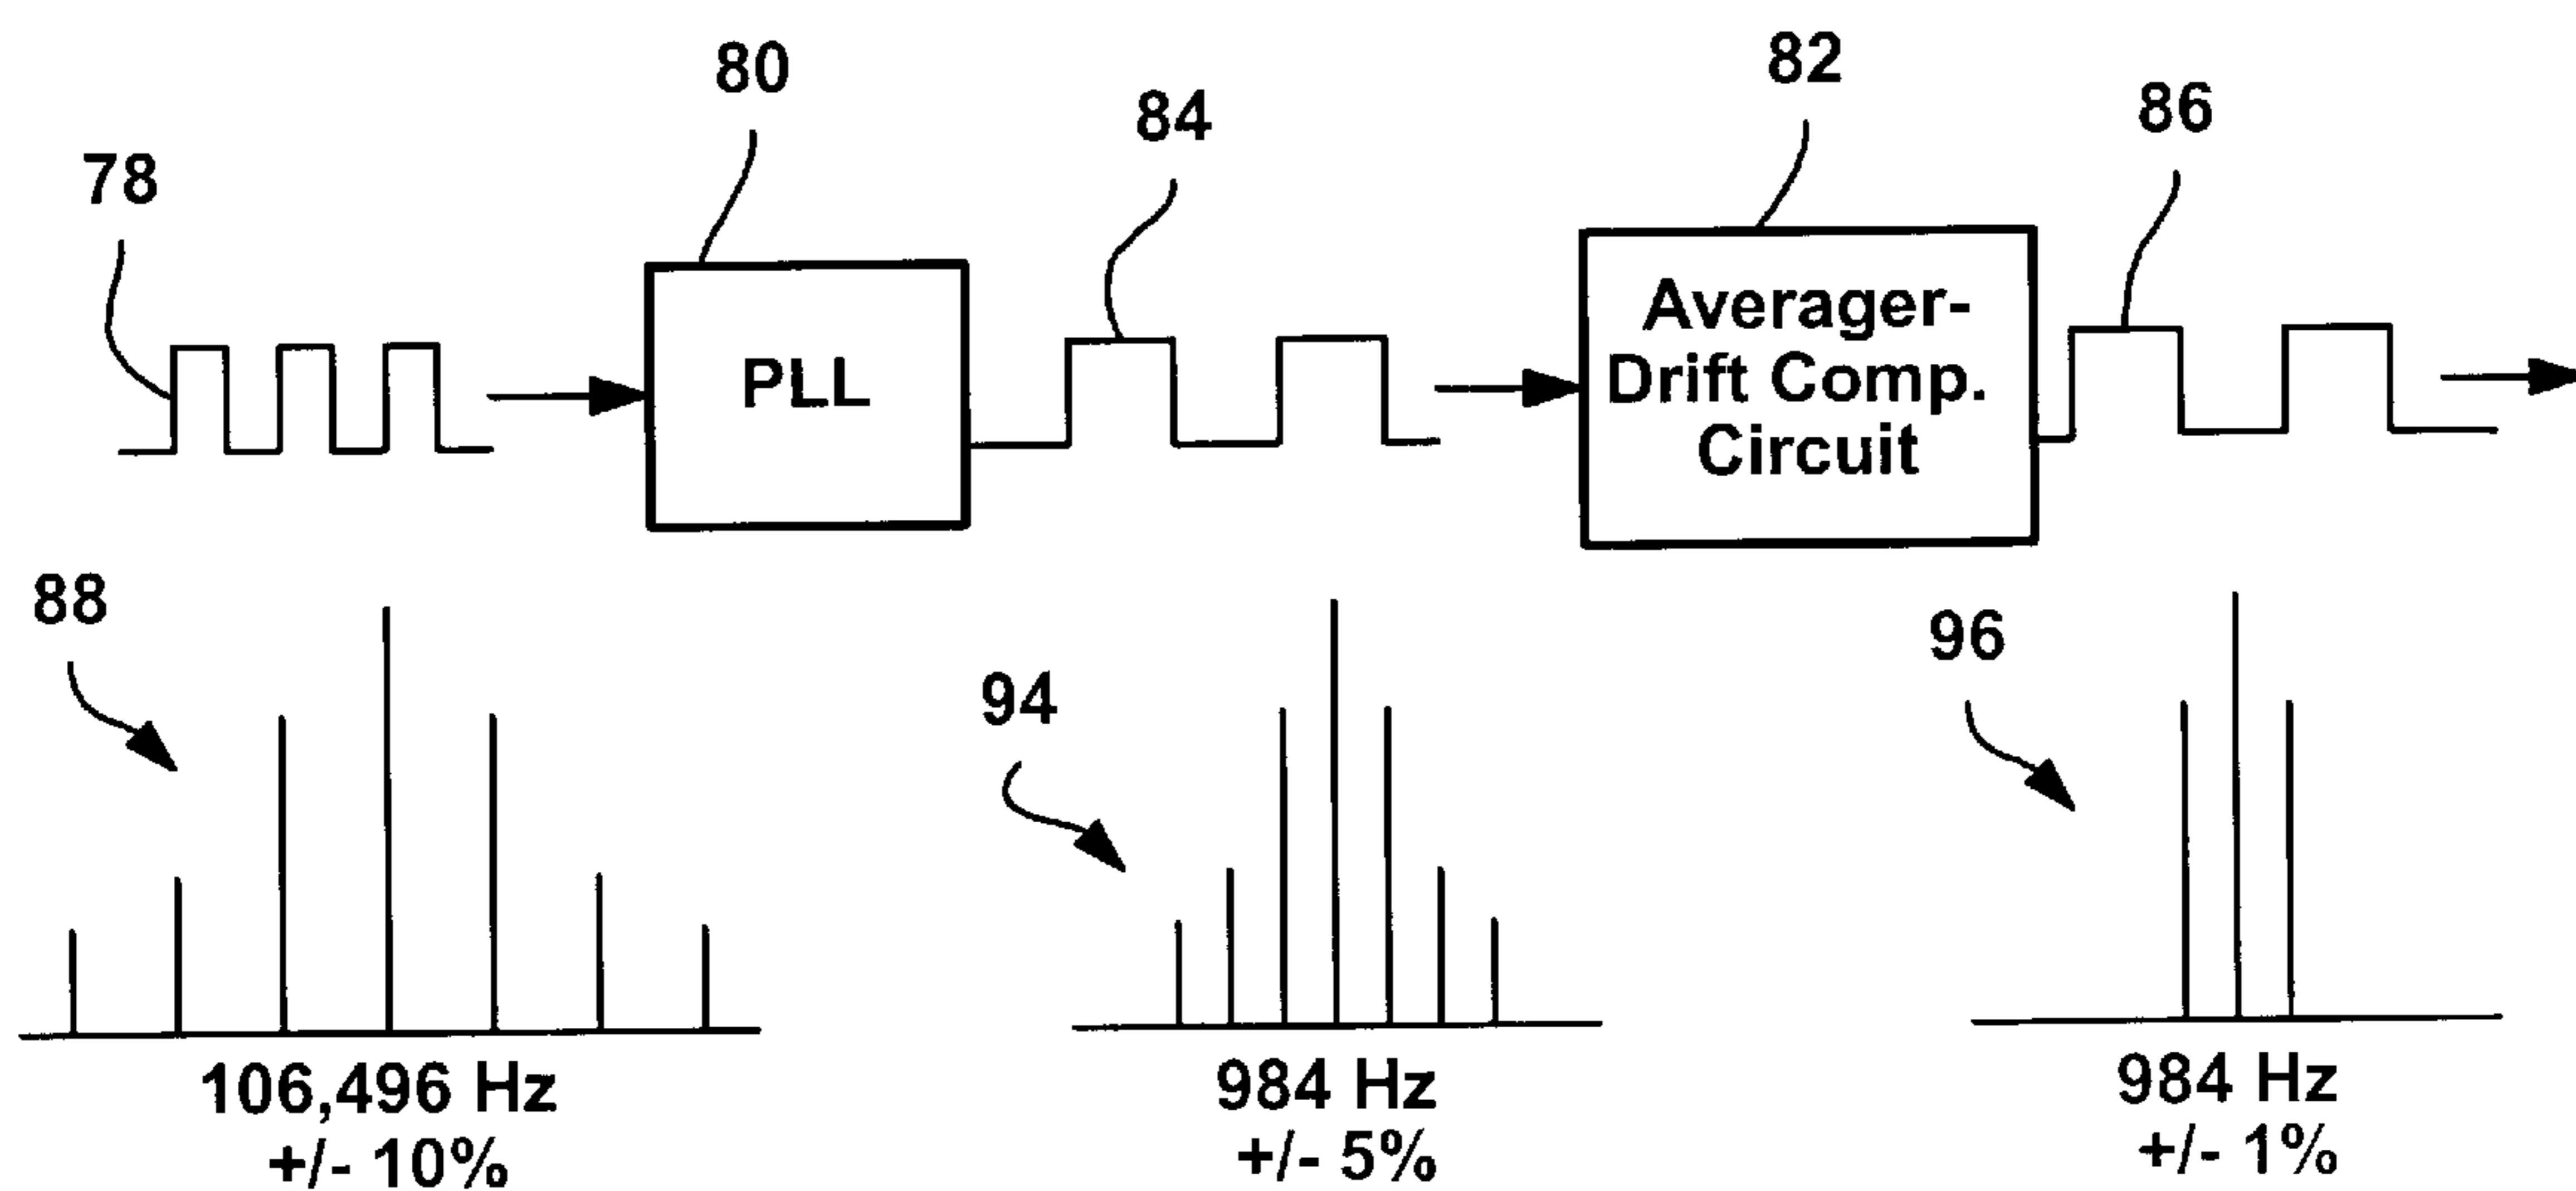 80
82
84
86
78
PLL
Averager-
Drift Comp.
Circuit
88
94
96
106,496 Hz
+/- 10%
984 Hz
+/- 5%
984 Hz
+/- 1%